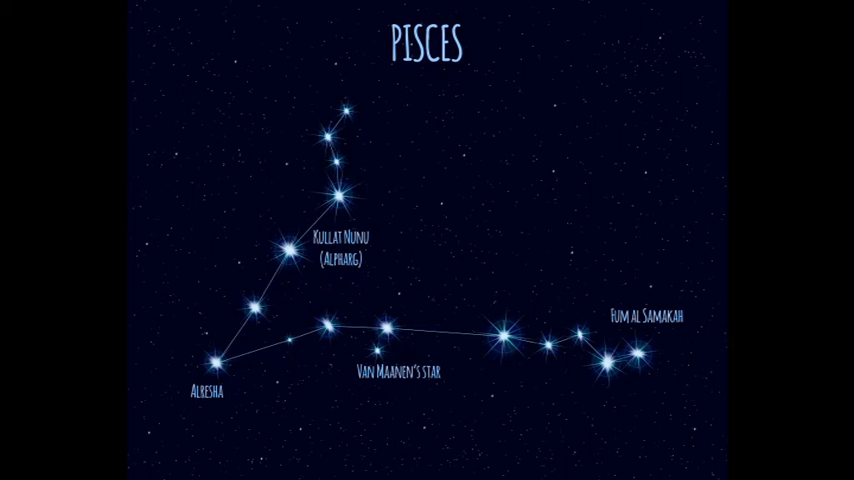 PISCES
KULLAT NUNU
(ALPHARG)
FUM AL SAMAKAH
VAN MAANEN'S STAR
ALRESHA